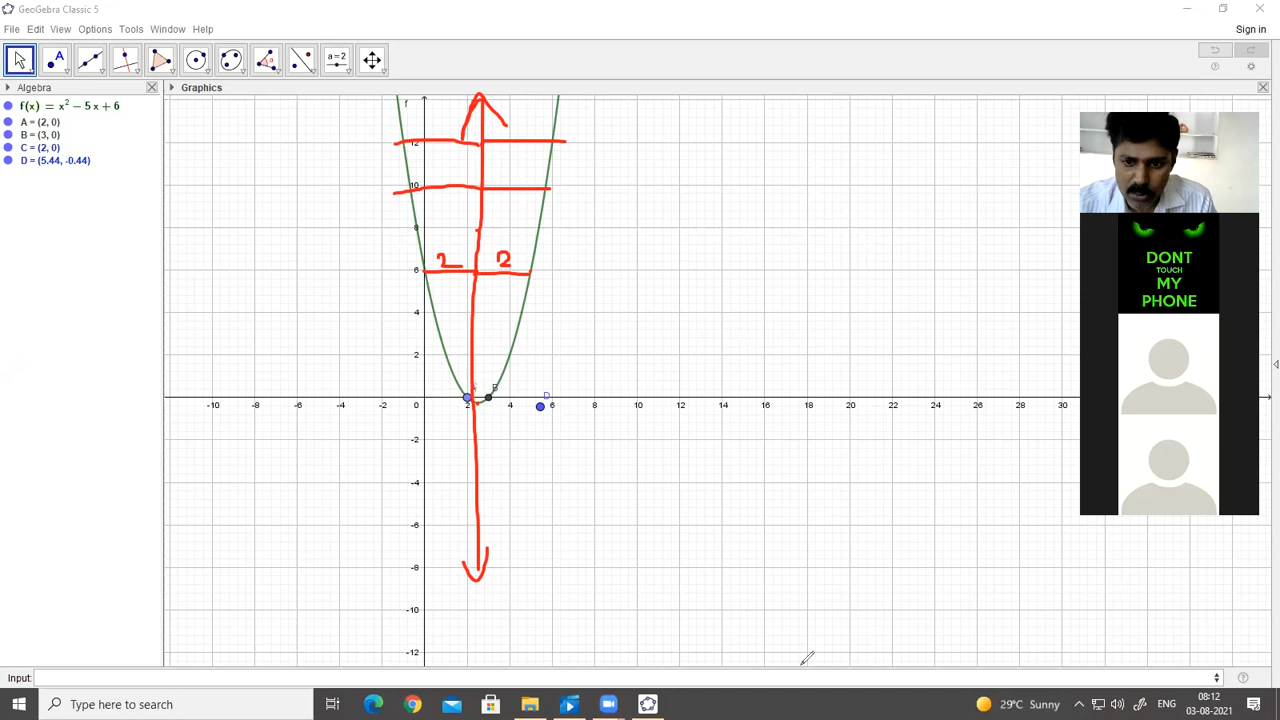 GeoGebra Classic 5
File Edit View Options Tools Window Help
Sign in
A
a=2
Algebra
Graphics
f(x) = x² − 5x + 6
A = (2, 0)
B = (3, 0)
C = (2, 0)
D = (5.44, -0.44)
f
12
10
8
6
4
2
2 2
B
D
-10 -8 -6 -4 -2 0 2 4 6 8 10 12 14 16 18 20 22 24 26 28 30
-2
-4
-6
-8
-10
-12
DONT
TOUCH
MY
PHONE
Input:
Type here to search
29°C Sunny
ENG
08:12
03-08-2021